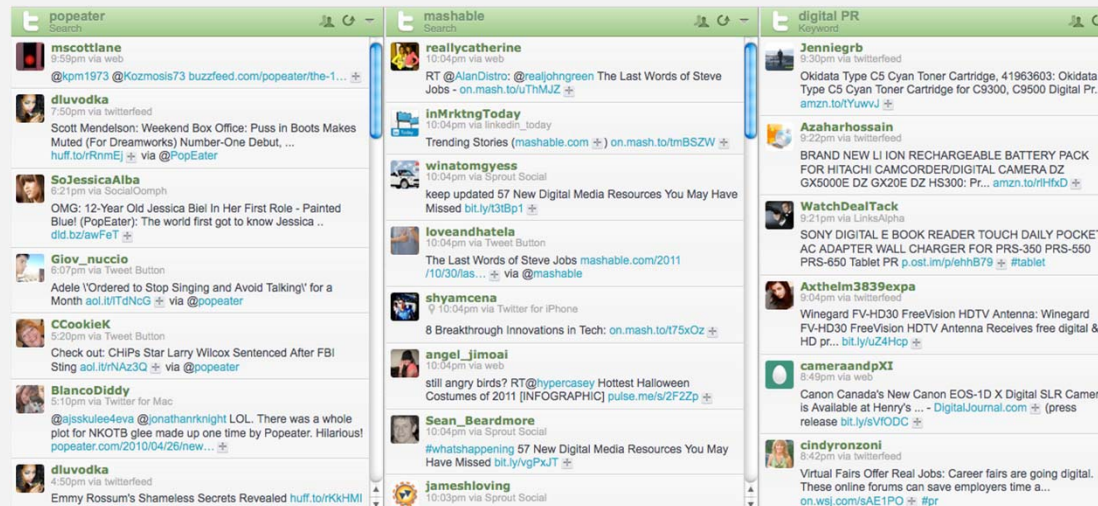 popeater
Search
mscottlane
9:59pm via web
@kpm1973 @Kozmosis73 buzzfeed.com/popeater/the-1...
dluvodka
7:50pm via twitterfeed
Scott Mendelson: Weekend Box Office: Puss in Boots Makes
Muted (For Dreamworks) Number-One Debut, ...
huff.to/rRnmEj via @PopEater
SoJessicaAlba
6:21pm via SocialOomph
OMG: 12-Year Old Jessica Biel In Her First Role - Painted
Blue! (PopEater): The world first got to know Jessica ..
dld.bz/awFeT
Giov_nuccio
6:07pm via Tweet Button
Adele \'Ordered to Stop Singing and Avoid Talking\' for a
Month aol.it/lTdNcG via @popeater
CCookieK
5:20pm via Tweet Button
Check out: CHiPs Star Larry Wilcox Sentenced After FBI
Sting aol.it/rNAz3Q via @popeater
BlancoDiddy
5:10pm via Twitter for Mac
@ajsskulee4eva @jonathanrknight LOL. There was a whole
plot for NKOTB glee made up one time by Popeater. Hilarious!
popeater.com/2010/04/26/new...
dluvodka
4:50pm via twitterfeed
Emmy Rossum's Shameless Secrets Revealed huff.to/rKkHMI
mashable
Search
reallycatherine
10:04pm via web
RT @AlanDistro: @realjohngreen The Last Words of Steve
Jobs - on.mash.to/uThMJZ
inMrktngToday
10:04pm via linkedin_today
Trending Stories (mashable.com ) on.mash.to/tmBSZW
winatomgyess
10:04pm via Sprout Social
keep updated 57 New Digital Media Resources You May Have
Missed bit.ly/t3tBp1
loveandhatela
10:04pm via Tweet Button
The Last Words of Steve Jobs mashable.com/2011
/10/30/las... via @mashable
shyamcena
10:04pm via Twitter for iPhone
8 Breakthrough Innovations in Tech: on.mash.to/t75xOz
angel_jimoai
10:04pm via web
still angry birds? RT@hypercasey Hottest Halloween
Costumes of 2011 [INFOGRAPHIC] pulse.me/s/2F2Zp
Sean_Beardmore
10:04pm via Sprout Social
#whatshappening 57 New Digital Media Resources You May
Have Missed bit.ly/vgPxJT
jameshloving
10:03pm via Sprout Social
digital PR
Keyword
Jenniegrb
9:30pm via twitterfeed
Okidata Type C5 Cyan Toner Cartridge, 41963603: Okidata
Type C5 Cyan Toner Cartridge for C9300, C9500 Digital Pr..
amzn.to/tYuwvJ
Azaharhossain
9:22pm via twitterfeed
BRAND NEW LI ION RECHARGEABLE BATTERY PACK
FOR HITACHI CAMCORDER/DIGITAL CAMERA DZ
GX5000E DZ GX20E DZ HS300: Pr... amzn.to/rlHfxD
WatchDealTack
9:21pm via LinksAlpha
SONY DIGITAL E BOOK READER TOUCH DAILY POCKET
AC ADAPTER WALL CHARGER FOR PRS-350 PRS-550
PRS-650 Tablet PR p.ost.im/p/ehhB79 #tablet
Axthelm3839expa
9:04pm via twitterfeed
Winegard FV-HD30 FreeVision HDTV Antenna: Winegard
FV-HD30 FreeVision HDTV Antenna Receives free digital &
HD pr... bit.ly/uZ4Hcp
cameraandpXI
8:49pm via web
Canon Canada's New Canon EOS-1D X Digital SLR Camer
is Available at Henry's ... - DigitalJournal.com (press
release bit.ly/sVfODC
cindyronzoni
8:42pm via twitterfeed
Virtual Fairs Offer Real Jobs: Career fairs are going digital.
These online forums can save employers time a...
on.wsj.com/sAE1PO #pr